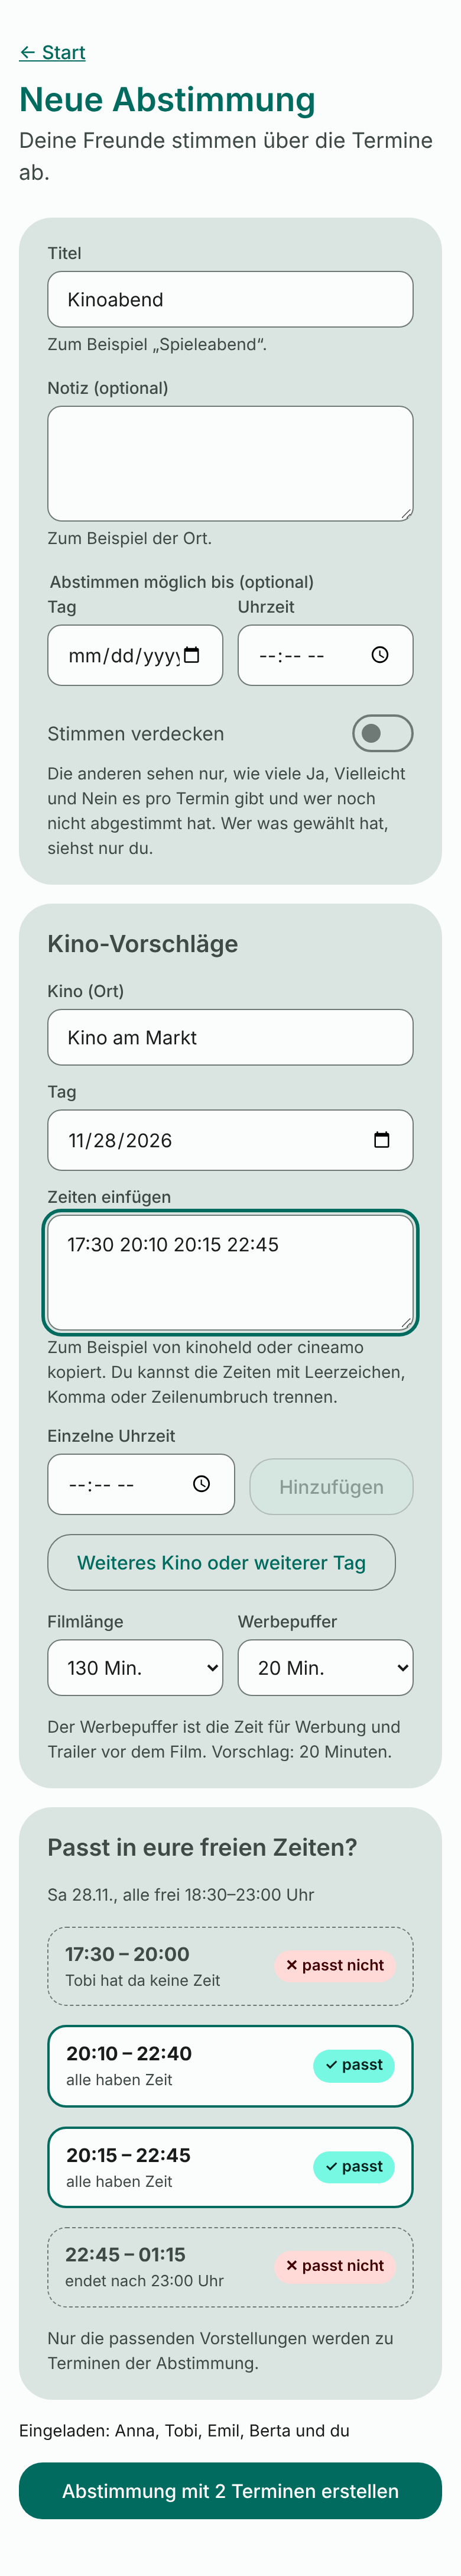 ← Start
Neue Abstimmung
Deine Freunde stimmen über die Termine
ab.
Titel
Kinoabend
Zum Beispiel „Spieleabend“.
Notiz (optional)
Zum Beispiel der Ort.
Abstimmen möglich bis (optional)
Tag Uhrzeit
mm/dd/yyyy --:-- --
Stimmen verdecken
Die anderen sehen nur, wie viele Ja, Vielleicht
und Nein es pro Termin gibt und wer noch
nicht abgestimmt hat. Wer was gewählt hat,
siehst nur du.
Kino-Vorschläge
Kino (Ort)
Kino am Markt
Tag
11/28/2026
Zeiten einfügen
17:30 20:10 20:15 22:45
Zum Beispiel von kinoheld oder cineamo
kopiert. Du kannst die Zeiten mit Leerzeichen,
Komma oder Zeilenumbruch trennen.
Einzelne Uhrzeit
--:-- -- Hinzufügen
Weiteres Kino oder weiterer Tag
Filmlänge Werbepuffer
130 Min. 20 Min.
Der Werbepuffer ist die Zeit für Werbung und
Trailer vor dem Film. Vorschlag: 20 Minuten.
Passt in eure freien Zeiten?
Sa 28.11., alle frei 18:30–23:00 Uhr
17:30 – 20:00
Tobi hat da keine Zeit
✕ passt nicht
20:10 – 22:40
alle haben Zeit
✓ passt
20:15 – 22:45
alle haben Zeit
✓ passt
22:45 – 01:15
endet nach 23:00 Uhr
✕ passt nicht
Nur die passenden Vorstellungen werden zu
Terminen der Abstimmung.
Eingeladen: Anna, Tobi, Emil, Berta und du
Abstimmung mit 2 Terminen erstellen